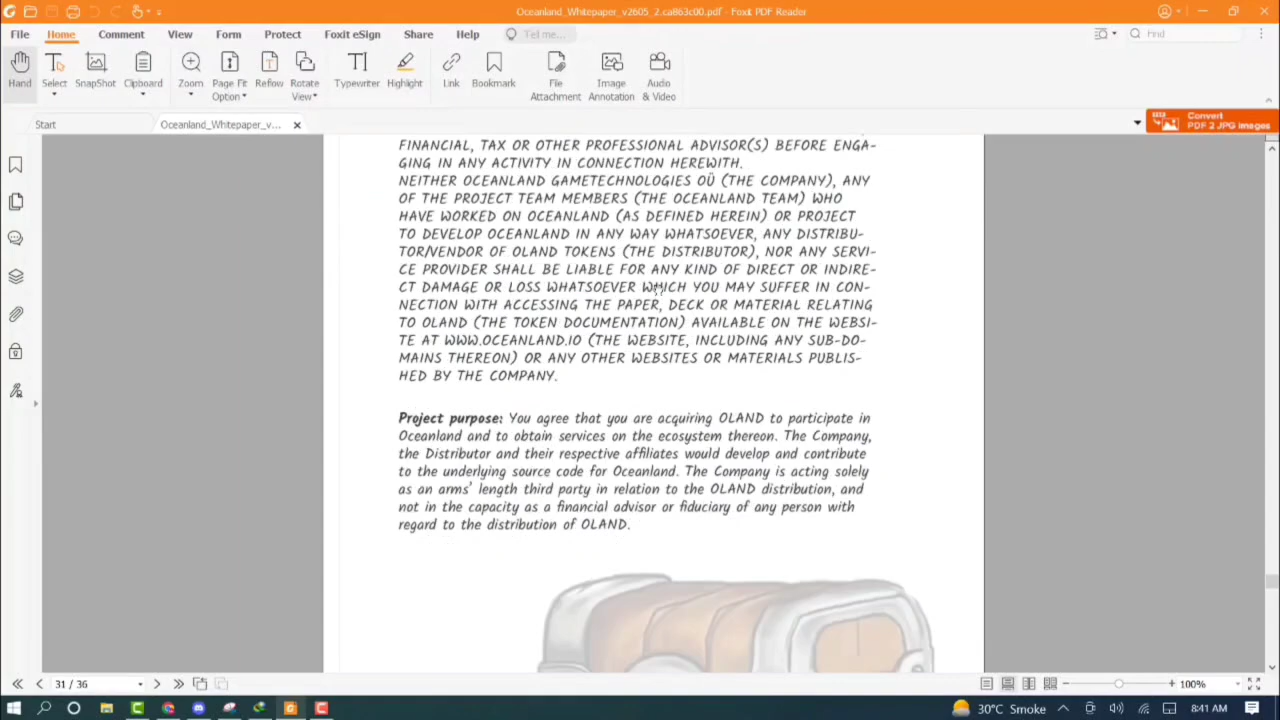 Oceanland_Whitepaper_v2605_2.ca863c00.pdf - Foxit PDF Reader
File Home Comment View Form Protect Foxit eSign Share Help Tell me... Find
Hand Select SnapShot Clipboard Zoom Page Fit Option Reflow Rotate View Typewriter Highlight Link Bookmark File Attachment Image Annotation Audio & Video
Start Oceanland_Whitepaper_v... Convert
PDF 2 JPG Images
FINANCIAL, TAX OR OTHER PROFESSIONAL ADVISOR(S) BEFORE ENGA-
GING IN ANY ACTIVITY IN CONNECTION HEREWITH.
NEITHER OCEANLAND GAMETECHNOLOGIES OÜ (THE COMPANY), ANY
OF THE PROJECT TEAM MEMBERS (THE OCEANLAND TEAM) WHO
HAVE WORKED ON OCEANLAND (AS DEFINED HEREIN) OR PROJECT
TO DEVELOP OCEANLAND IN ANY WAY WHATSOEVER, ANY DISTRIBU-
TOR/VENDOR OF OLAND TOKENS (THE DISTRIBUTOR), NOR ANY SERVI-
CE PROVIDER SHALL BE LIABLE FOR ANY KIND OF DIRECT OR INDIRE-
CT DAMAGE OR LOSS WHATSOEVER WHICH YOU MAY SUFFER IN CON-
NECTION WITH ACCESSING THE PAPER, DECK OR MATERIAL RELATING
TO OLAND (THE TOKEN DOCUMENTATION) AVAILABLE ON THE WEBSI-
TE AT WWW.OCEANLAND.IO (THE WEBSITE, INCLUDING ANY SUB-DO-
MAINS THEREON) OR ANY OTHER WEBSITES OR MATERIALS PUBLIS-
HED BY THE COMPANY.
Project purpose: You agree that you are acquiring OLAND to participate in
Oceanland and to obtain services on the ecosystem thereon. The Company,
the Distributor and their respective affiliates would develop and contribute
to the underlying source code for Oceanland. The Company is acting solely
as an arms' length third party in relation to the OLAND distribution, and
not in the capacity as a financial advisor or fiduciary of any person with
regard to the distribution of OLAND.
31 / 36 100%
30°C Smoke 8:41 AM